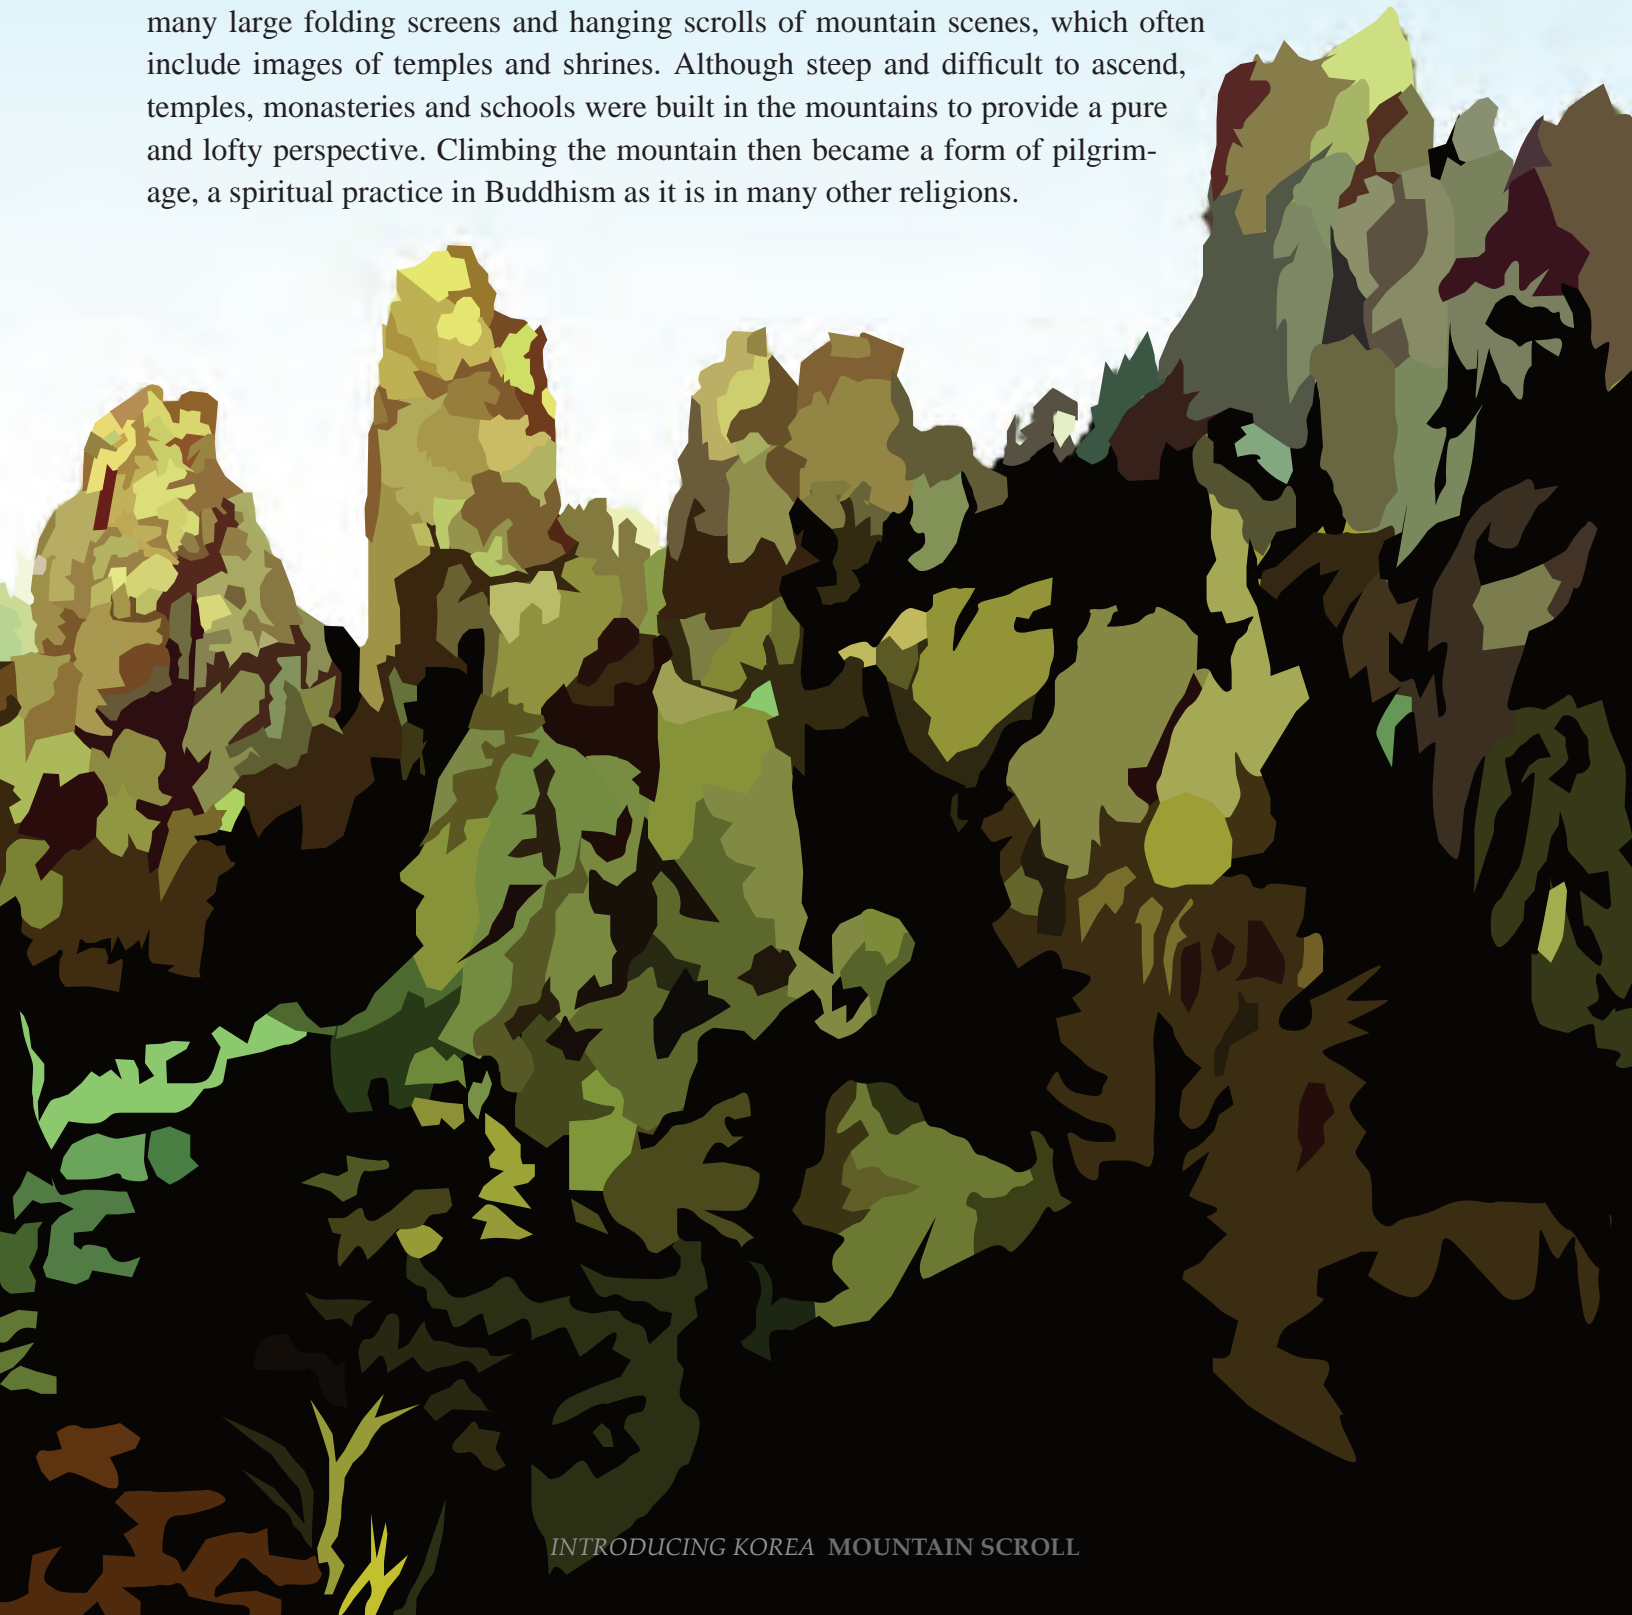 many large folding screens and hanging scrolls of mountain scenes, which often
include images of temples and shrines. Although steep and difficult to ascend,
temples, monasteries and schools were built in the mountains to provide a pure
and lofty perspective. Climbing the mountain then became a form of pilgrim-
age, a spiritual practice in Buddhism as it is in many other religions.
INTRODUCING KOREA MOUNTAIN SCROLL